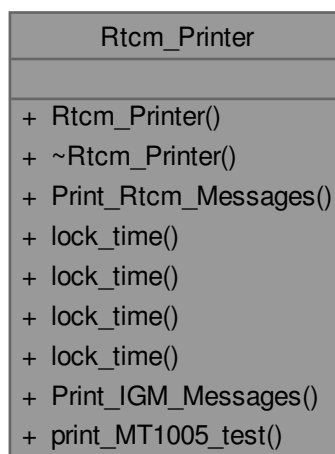 Rtcm_Printer
+ Rtcm_Printer()
+ ~Rtcm_Printer()
+ Print_Rtcm_Messages()
+ lock_time()
+ lock_time()
+ lock_time()
+ lock_time()
+ Print_IGM_Messages()
+ print_MT1005_test()